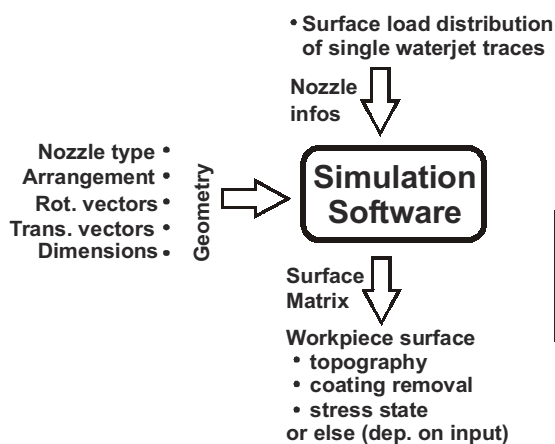 • Surface load distribution
of single waterjet traces
Nozzle
infos
Nozzle type •
Arrangement •
Rot. vectors •
Trans. vectors •
Dimensions •
Geometry
Simulation
Software
Surface
Matrix
Workpiece surface
• topography
• coating removal
• stress state
or else (dep. on input)